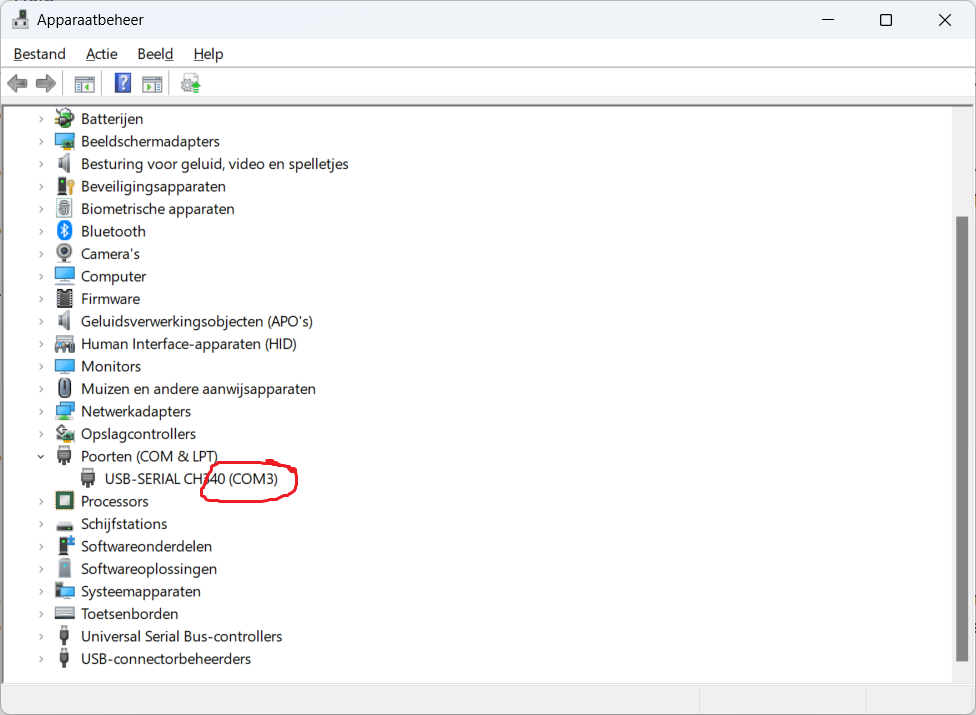 Apparaatbeheer
Bestand Actie Beeld Help
Batterijen
Beeldschermadapters
Besturing voor geluid, video en spelletjes
Beveiligingsapparaten
Biometrische apparaten
Bluetooth
Camera's
Computer
Firmware
Geluidsverwerkingsobjecten (APO's)
Human Interface-apparaten (HID)
Monitors
Muizen en andere aanwijsapparaten
Netwerkadapters
Opslagcontrollers
Poorten (COM & LPT)
USB-SERIAL CH340 (COM3)
Processors
Schijfstations
Softwareonderdelen
Softwareoplossingen
Systeemapparaten
Toetsenborden
Universal Serial Bus-controllers
USB-connectorbeheerders